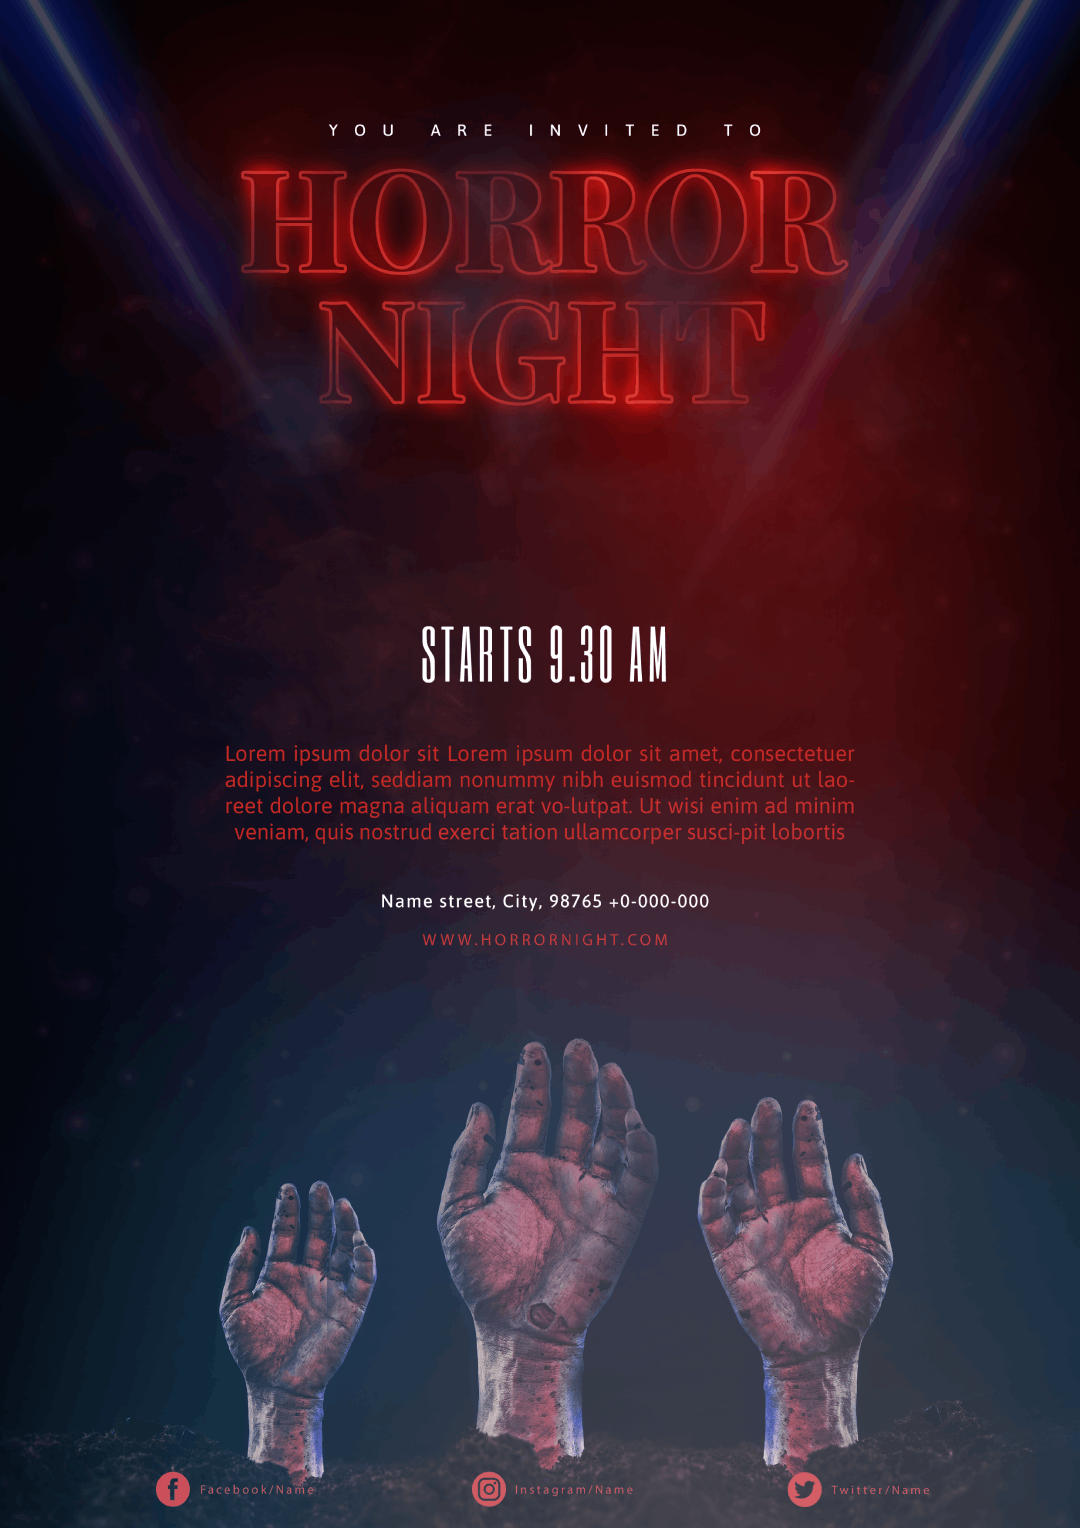 YOU ARE INVITED TO
HORROR
NIGHT
STARTS 9.30 AM
Lorem ipsum dolor sit Lorem ipsum dolor sit amet, consectetuer
adipiscing elit, seddiam nonummy nibh euismod tincidunt ut lao-
reet dolore magna aliquam erat vo-lutpat. Ut wisi enim ad minim
veniam, quis nostrud exerci tation ullamcorper susci-pit lobortis
Name street, City, 98765 +0-000-000
WWW.HORRORNIGHT.COM
Facebook/Name
Instagram/Name
Twitter/Name